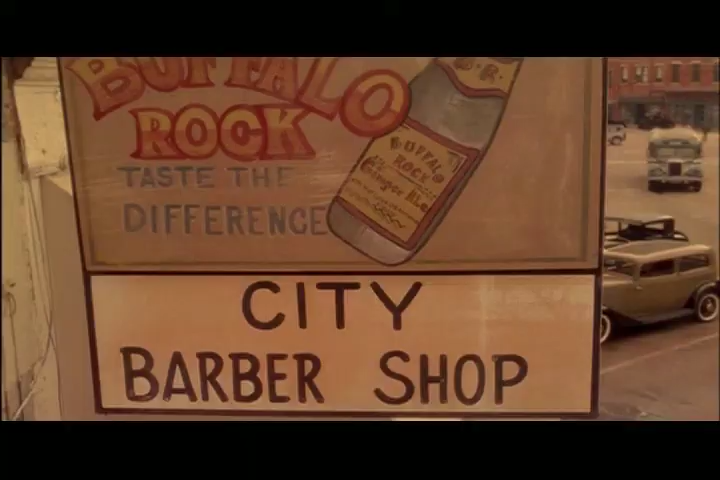 BUFFALO
ROCK
TASTE THE
DIFFERENCE
B.R.
BUFFALO
ROCK
Ginger Ale
CITY
BARBER SHOP